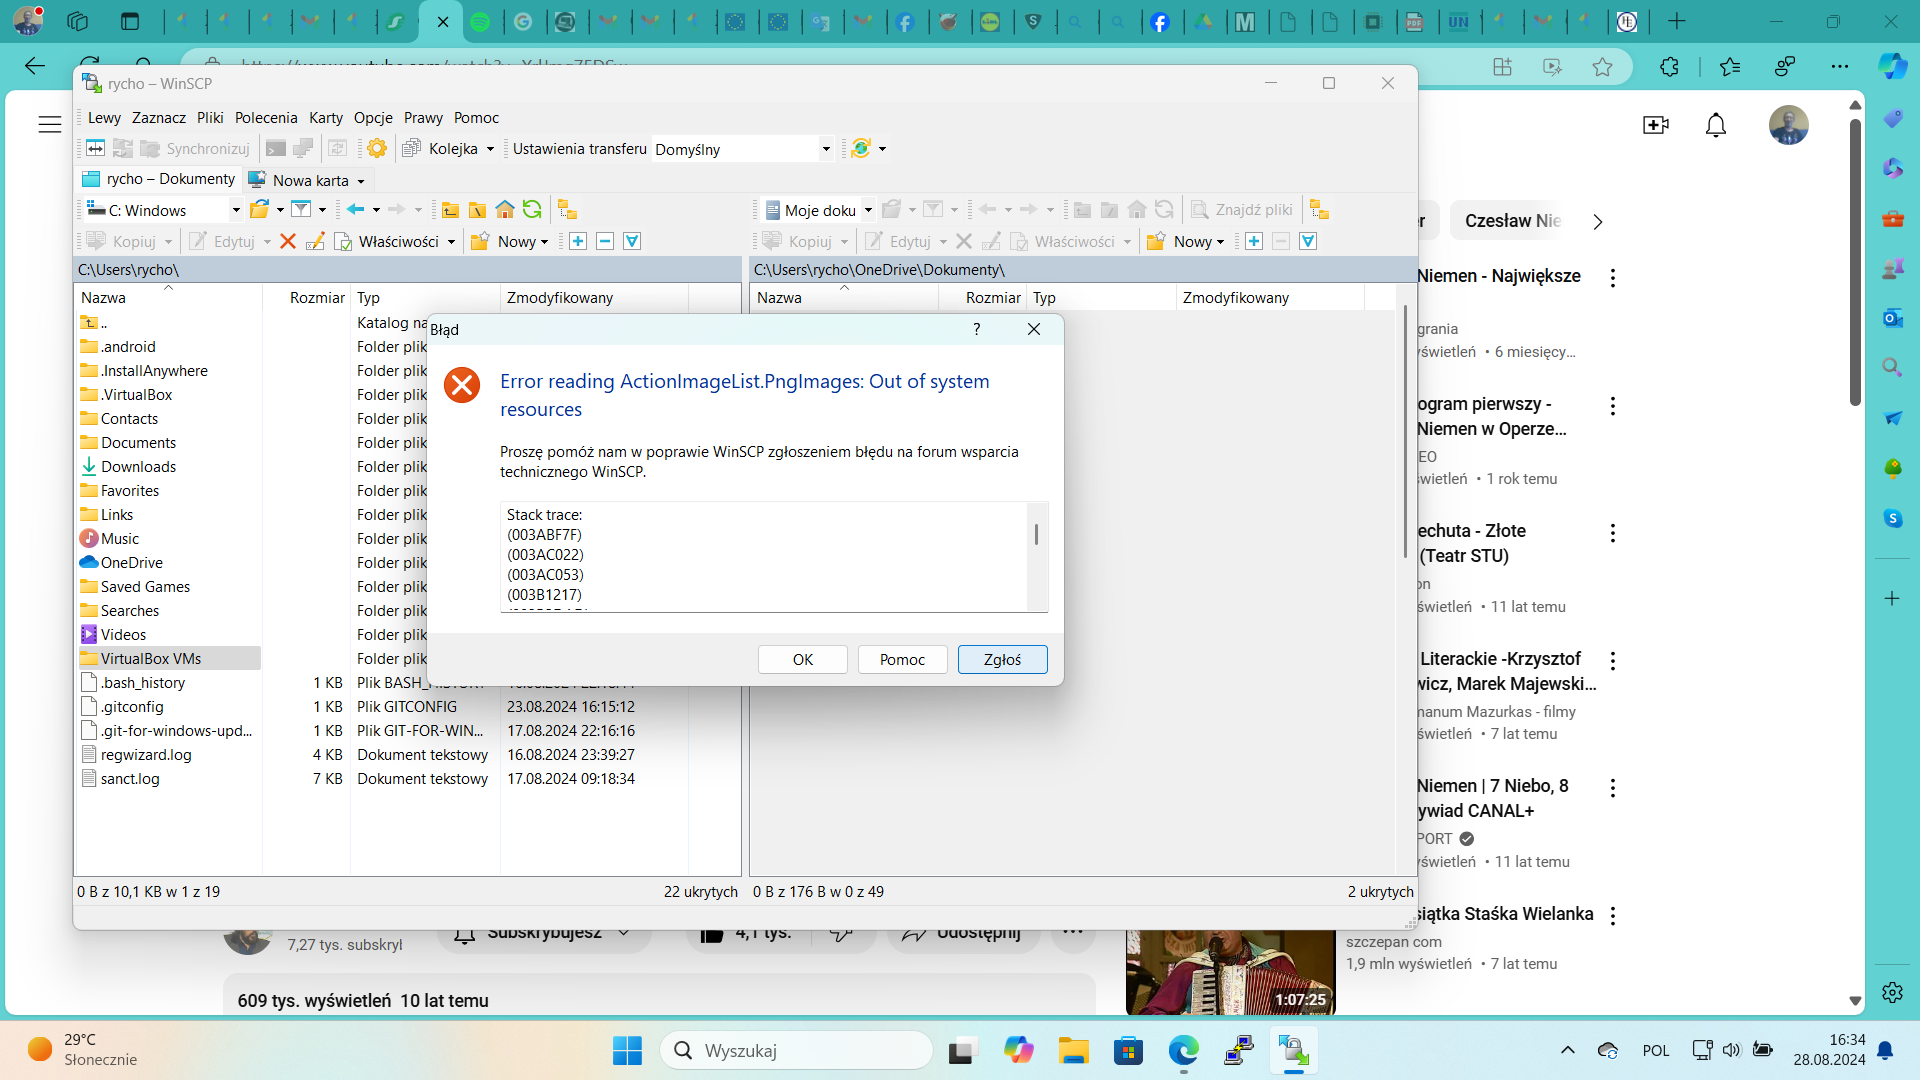 rycho – WinSCP
Lewy Zaznacz Pliki Polecenia Karty Opcje Prawy Pomoc
Synchronizuj Kolejka Ustawienia transferu Domyślny
rycho – Dokumenty Nowa karta
C: Windows
Moje doku Znajdź pliki
Kopiuj Edytuj Właściwości Nowy
Kopiuj Edytuj Właściwości Nowy
C:\Users\rycho\
C:\Users\rycho\OneDrive\Dokumenty\
Nazwa Rozmiar Typ Zmodyfikowany
Nazwa Rozmiar Typ Zmodyfikowany
.. Katalog na
.android Folder plik
.InstallAnywhere Folder plik
.VirtualBox Folder plik
Contacts Folder plik
Documents Folder plik
Downloads Folder plik
Favorites Folder plik
Links Folder plik
Music Folder plik
OneDrive Folder plik
Saved Games Folder plik
Searches Folder plik
Videos Folder plik
VirtualBox VMs Folder plik
.bash_history 1 KB Plik
.gitconfig 1 KB Plik GITCONFIG 23.08.2024 16:15:12
.git-for-windows-upd... 1 KB Plik GIT-FOR-WIN... 17.08.2024 22:16:16
regwizard.log 4 KB Dokument tekstowy 16.08.2024 23:39:27
sanct.log 7 KB Dokument tekstowy 17.08.2024 09:18:34
0 B z 10,1 KB w 1 z 19 22 ukrytych
0 B z 176 B w 0 z 49 2 ukrytych
Błąd
Error reading ActionImageList.PngImages: Out of system
resources
Proszę pomóż nam w poprawie WinSCP zgłoszeniem błędu na forum wsparcia
technicznego WinSCP.
Stack trace:
(003ABF7F)
(003AC022)
(003AC053)
(003B1217)
OK Pomoc Zgłoś
er Czesław Nie
Niemen - Największe
grania
yświetleń • 6 miesięcy...
ogram pierwszy -
Niemen w Operze...
EO
świetleń • 1 rok temu
echuta - Złote
(Teatr STU)
on
świetleń • 11 lat temu
Literackie -Krzysztof
wicz, Marek Majewski...
manum Mazurkas - filmy
świetleń • 7 lat temu
Niemen | 7 Niebo, 8
ywiad CANAL+
PORT
yświetleń • 11 lat temu
siątka Staśka Wielanka
szczepan com
1,9 mln wyświetleń • 7 lat temu
1:07:25
7,27 tys. subskryb
Subskrybujesz
4,1 tys.
Udostępnij
609 tys. wyświetleń 10 lat temu
29°C
Słonecznie
Wyszukaj
POL
16:34
28.08.2024